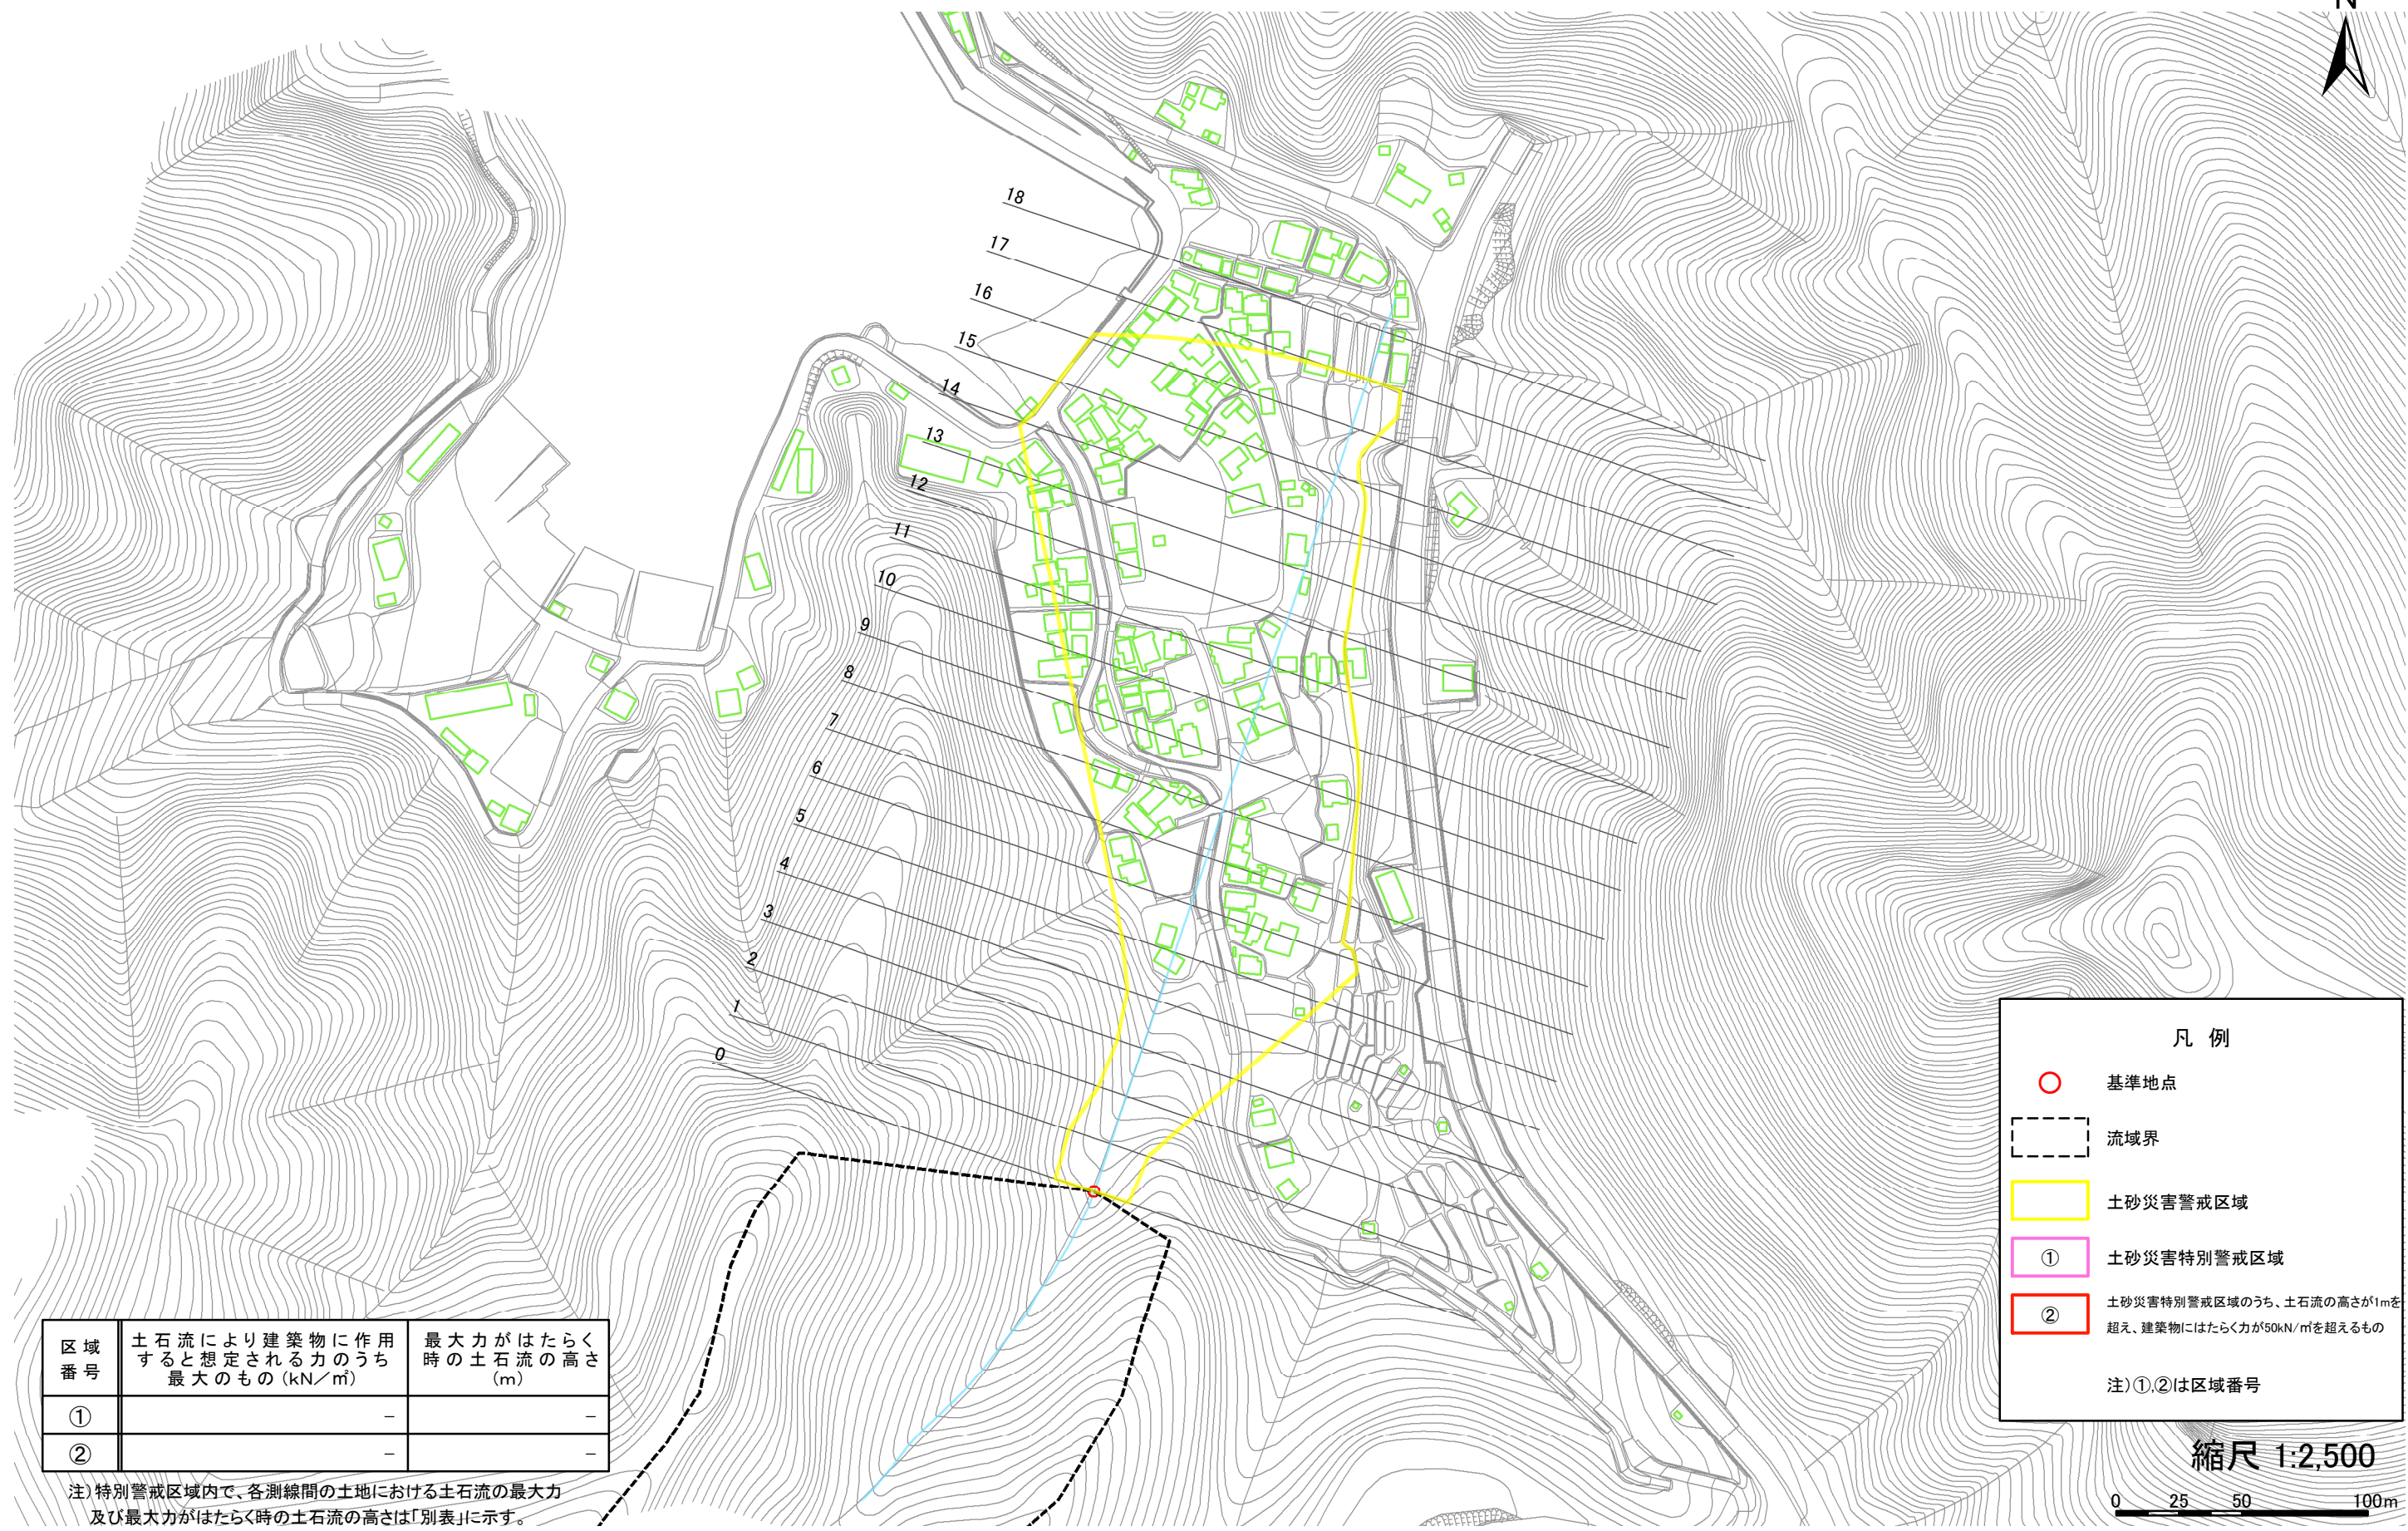 N
18
17
16
15
14
13
12
11
10
9
8
7
6
5
4
3
2
1
0
凡 例
基準地点
流域界
土砂災害警戒区域
① 土砂災害特別警戒区域
② 土砂災害特別警戒区域のうち、土石流の高さが1mを
超え、建築物にはたらく力が50kN/㎡を超えるもの
注)①,②は区域番号
縮尺 1:2,500
0 25 50 100m
区域
番号
土石流により建築物に作用
すると想定される力のうち
最大のもの(kN/㎡)
最大力がはたらく
時の土石流の高さ
(m)
① − −
② − −
注)特別警戒区域内で、各測線間の土地における土石流の最大力
及び最大力がはたらく時の土石流の高さは「別表」に示す。